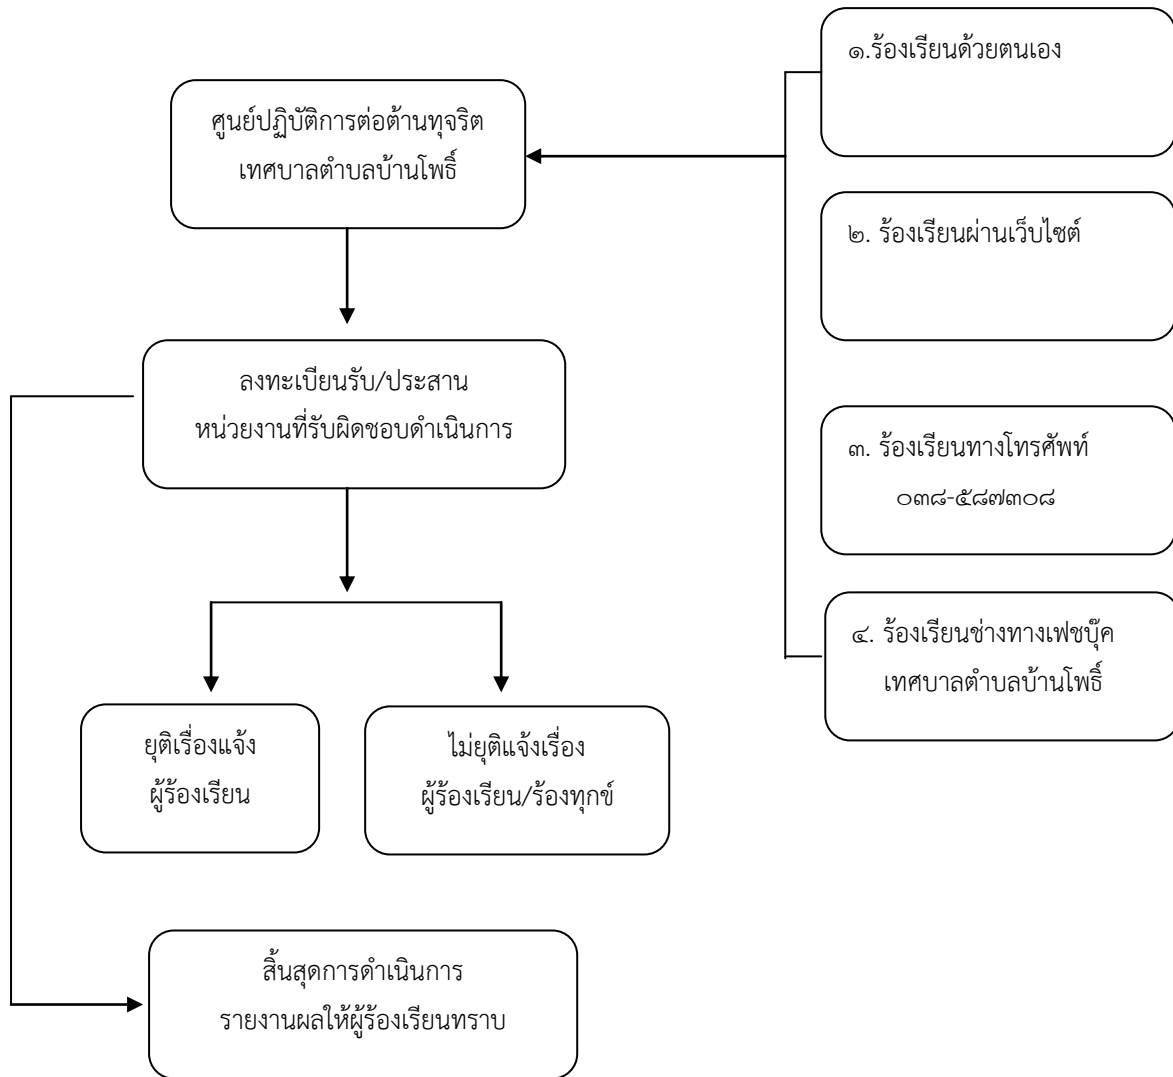 ๑.ร้องเรียนด้วยตนเอง
ศูนย์ปฏิบัติการต่อต้านทุจริต
เทศบาลตำบลบ้านโพธิ์
๒. ร้องเรียนผ่านเว็บไซต์
ลงทะเบียนรับ/ประสาน
หน่วยงานที่รับผิดชอบดำเนินการ
๓. ร้องเรียนทางโทรศัพท์
๐๓๘-๕๘๗๓๐๘
๔. ร้องเรียนช่างทางเฟชบุ๊ค
เทศบาลตำบลบ้านโพธิ์
ยุติเรื่องแจ้ง
ผู้ร้องเรียน
ไม่ยุติแจ้งเรื่อง
ผู้ร้องเรียน/ร้องทุกข์
สิ้นสุดการดำเนินการ
รายงานผลให้ผู้ร้องเรียนทราบ